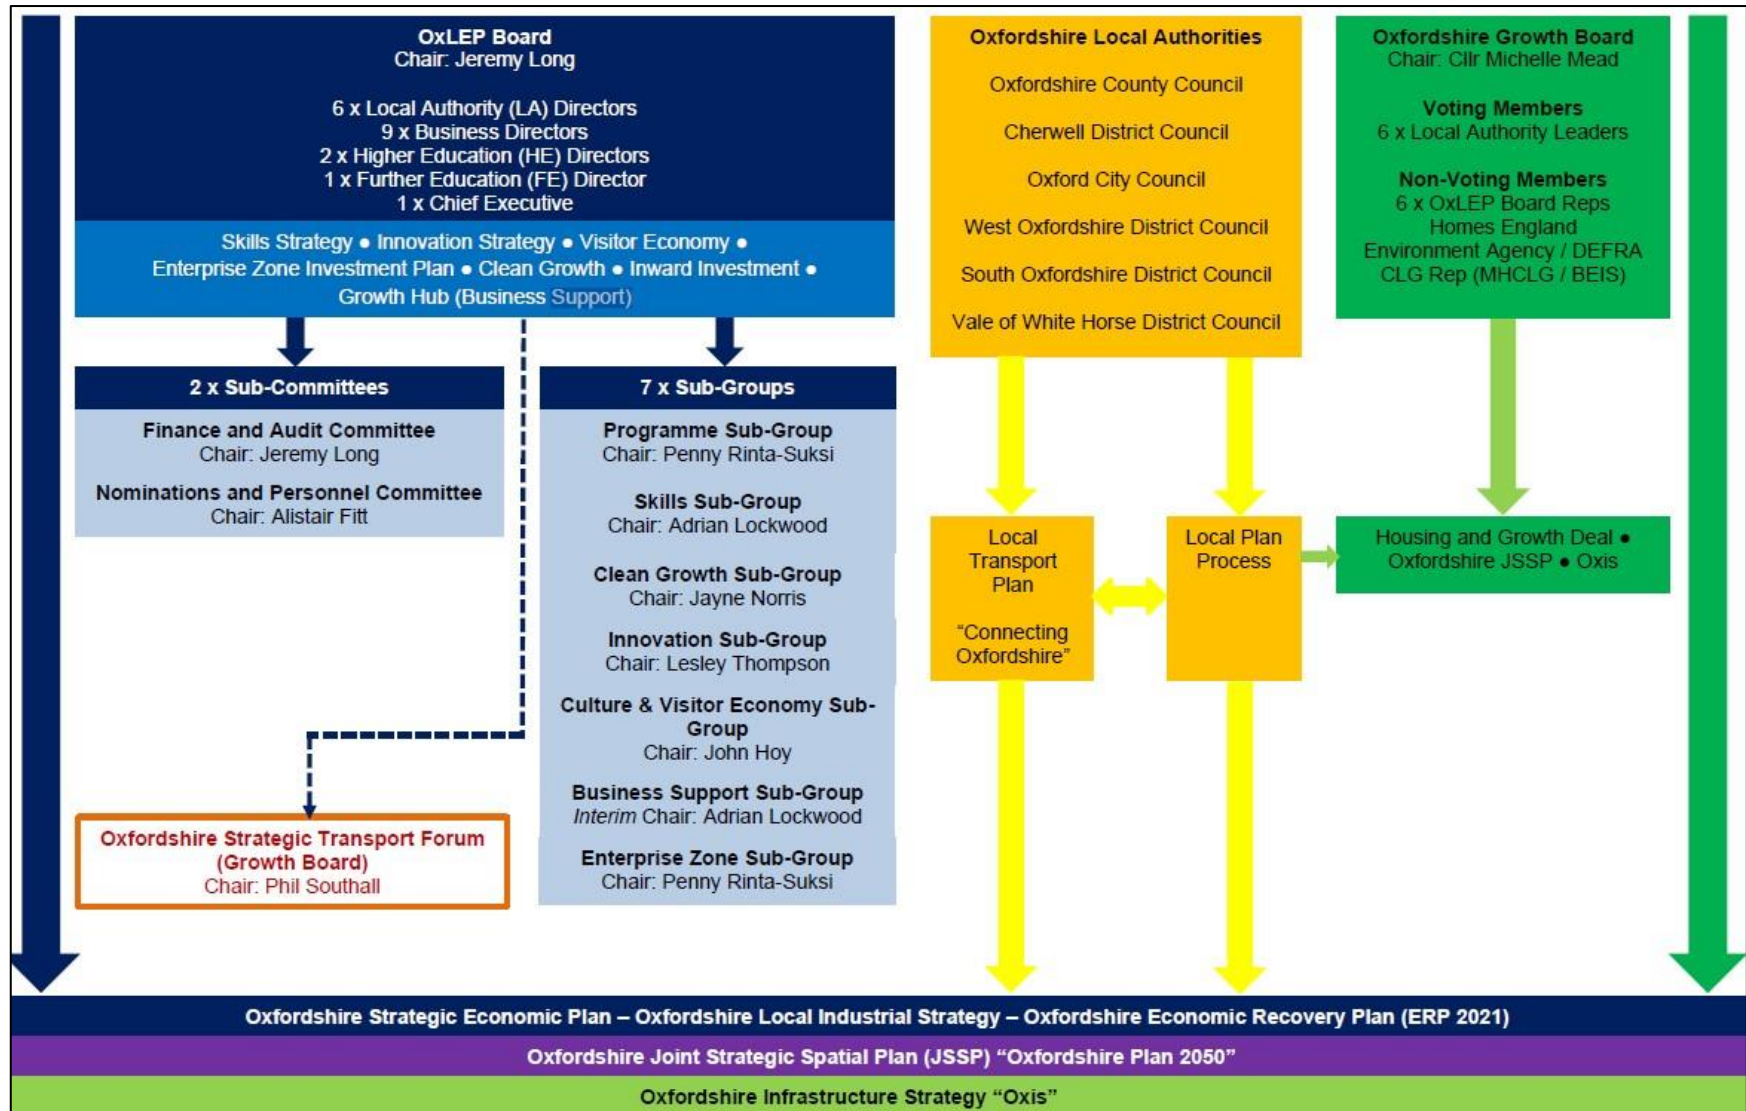 OxLEP Board
Chair: Jeremy Long
6 x Local Authority (LA) Directors
9 x Business Directors
2 x Higher Education (HE) Directors
1 x Further Education (FE) Director
1 x Chief Executive
Skills Strategy ● Innovation Strategy ● Visitor Economy ●
Enterprise Zone Investment Plan ● Clean Growth ● Inward Investment ●
Growth Hub (Business Support)
2 x Sub-Committees
Finance and Audit Committee
Chair: Jeremy Long
Nominations and Personnel Committee
Chair: Alistair Fitt
7 x Sub-Groups
Programme Sub-Group
Chair: Penny Rinta-Suksi
Skills Sub-Group
Chair: Adrian Lockwood
Clean Growth Sub-Group
Chair: Jayne Norris
Innovation Sub-Group
Chair: Lesley Thompson
Culture & Visitor Economy Sub-
Group
Chair: John Hoy
Business Support Sub-Group
Interim Chair: Adrian Lockwood
Enterprise Zone Sub-Group
Chair: Penny Rinta-Suksi
Oxfordshire Strategic Transport Forum
(Growth Board)
Chair: Phil Southall
Oxfordshire Local Authorities
Oxfordshire County Council
Cherwell District Council
Oxford City Council
West Oxfordshire District Council
South Oxfordshire District Council
Vale of White Horse District Council
Local
Transport
Plan
“Connecting
Oxfordshire”
Local Plan
Process
Oxfordshire Growth Board
Chair: Cllr Michelle Mead
Voting Members
6 x Local Authority Leaders
Non-Voting Members
6 x OxLEP Board Reps
Homes England
Environment Agency / DEFRA
CLG Rep (MHCLG / BEIS)
Housing and Growth Deal ●
Oxfordshire JSSP ● Oxis
Oxfordshire Strategic Economic Plan – Oxfordshire Local Industrial Strategy – Oxfordshire Economic Recovery Plan (ERP 2021)
Oxfordshire Joint Strategic Spatial Plan (JSSP) “Oxfordshire Plan 2050”
Oxfordshire Infrastructure Strategy “Oxis”